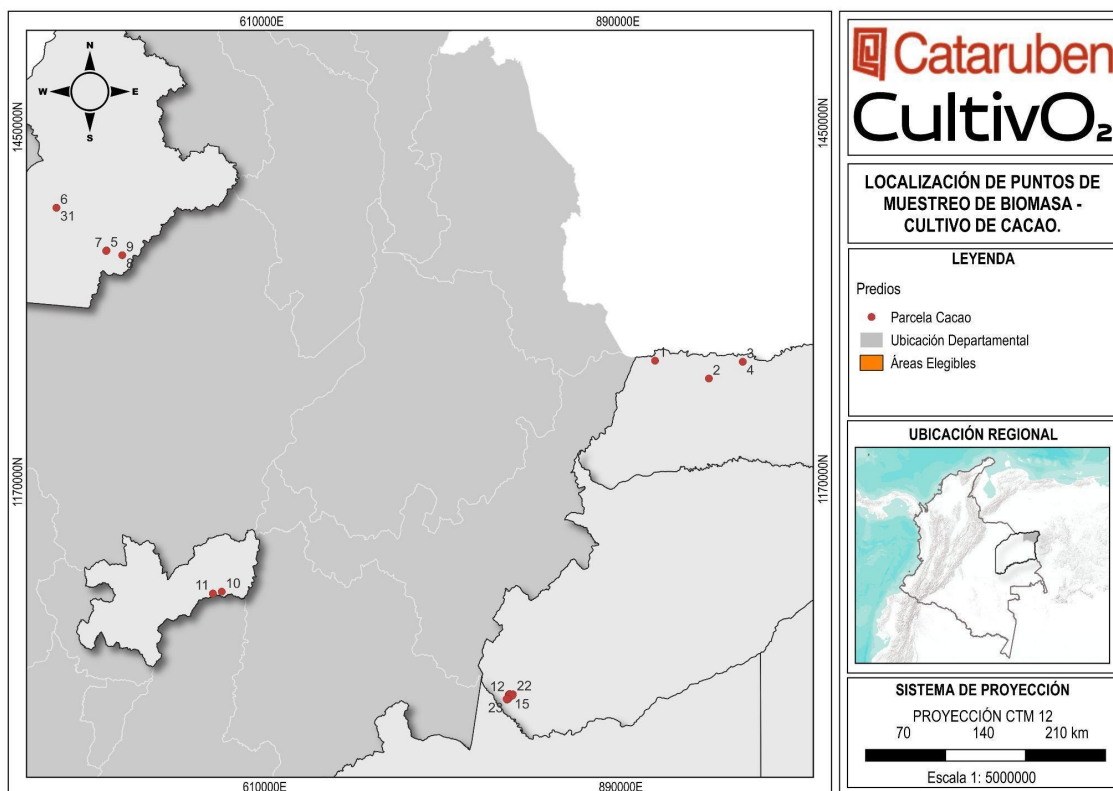 610000E
890000E
1450000N
1450000N
N
W
E
S
6
31
7
5
9
8
1
3
2
4
1170000N
1170000N
11
10
12
22
23
15
610000E
890000E
Cataruben
CultivO₂
LOCALIZACIÓN DE PUNTOS DE
MUESTREO DE BIOMASA -
CULTIVO DE CACAO.
LEYENDA
Predios
Parcela Cacao
Ubicación Departamental
Áreas Elegibles
UBICACIÓN REGIONAL
SISTEMA DE PROYECCIÓN
PROYECCIÓN CTM 12
70 140 210 km
Escala 1: 5000000